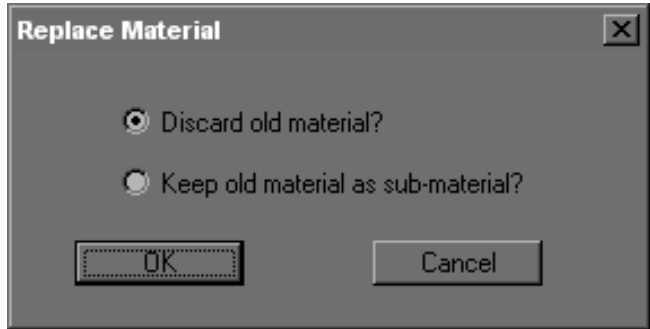 Replace Material
Discard old material?
Keep old material as sub-material?
OK
Cancel